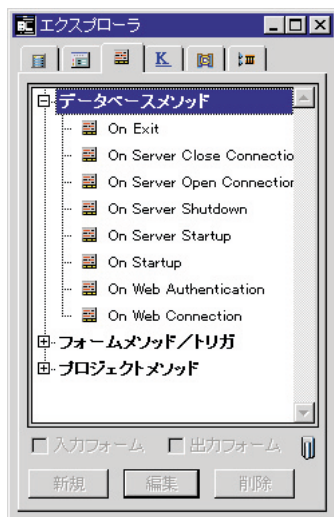 エクスプローラ
K
データベースメソッド
On Exit
On Server Close Connectio
On Server Open Connection
On Server Shutdown
On Server Startup
On Startup
On Web Authentication
On Web Connection
フォームメソッド／トリガ
プロジェクトメソッド
入力フォーム 出力フォーム
新規 編集 削除